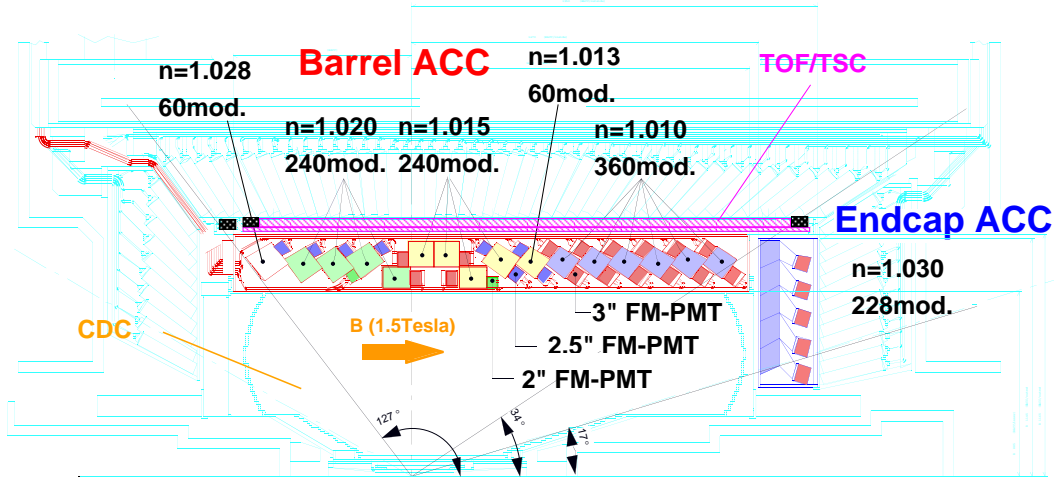 Barrel ACC
n=1.028
60mod.
n=1.020
240mod.
n=1.015
240mod.
n=1.013
60mod.
n=1.010
360mod.
TOF/TSC
Endcap ACC
n=1.030
228mod.
CDC
B (1.5Tesla)
3" FM-PMT
2.5" FM-PMT
2" FM-PMT
127°
34°
17°